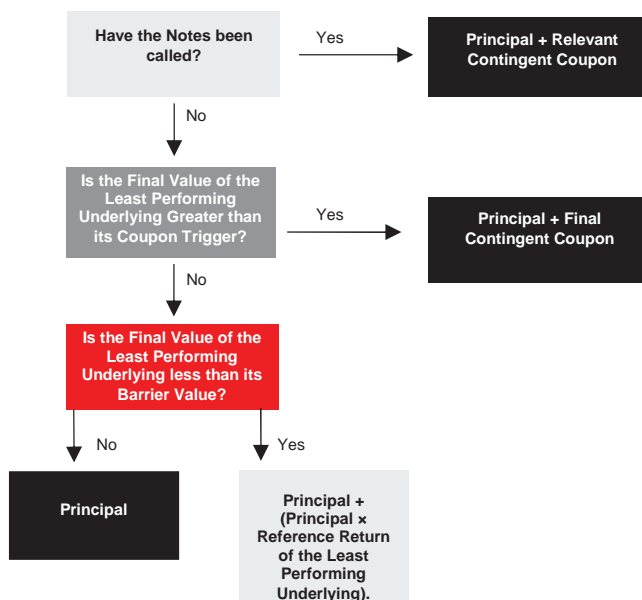 Have the Notes been
called?
Yes
Principal + Relevant
Contingent Coupon
No
Is the Final Value of the
Least Performing
Underlying Greater than
its Coupon Trigger?
Yes
Principal + Final
Contingent Coupon
No
Is the Final Value of the
Least Performing
Underlying less than its
Barrier Value?
No
Yes
Principal
Principal +
(Principal ×
Reference Return
of the Least
Performing
Underlying).